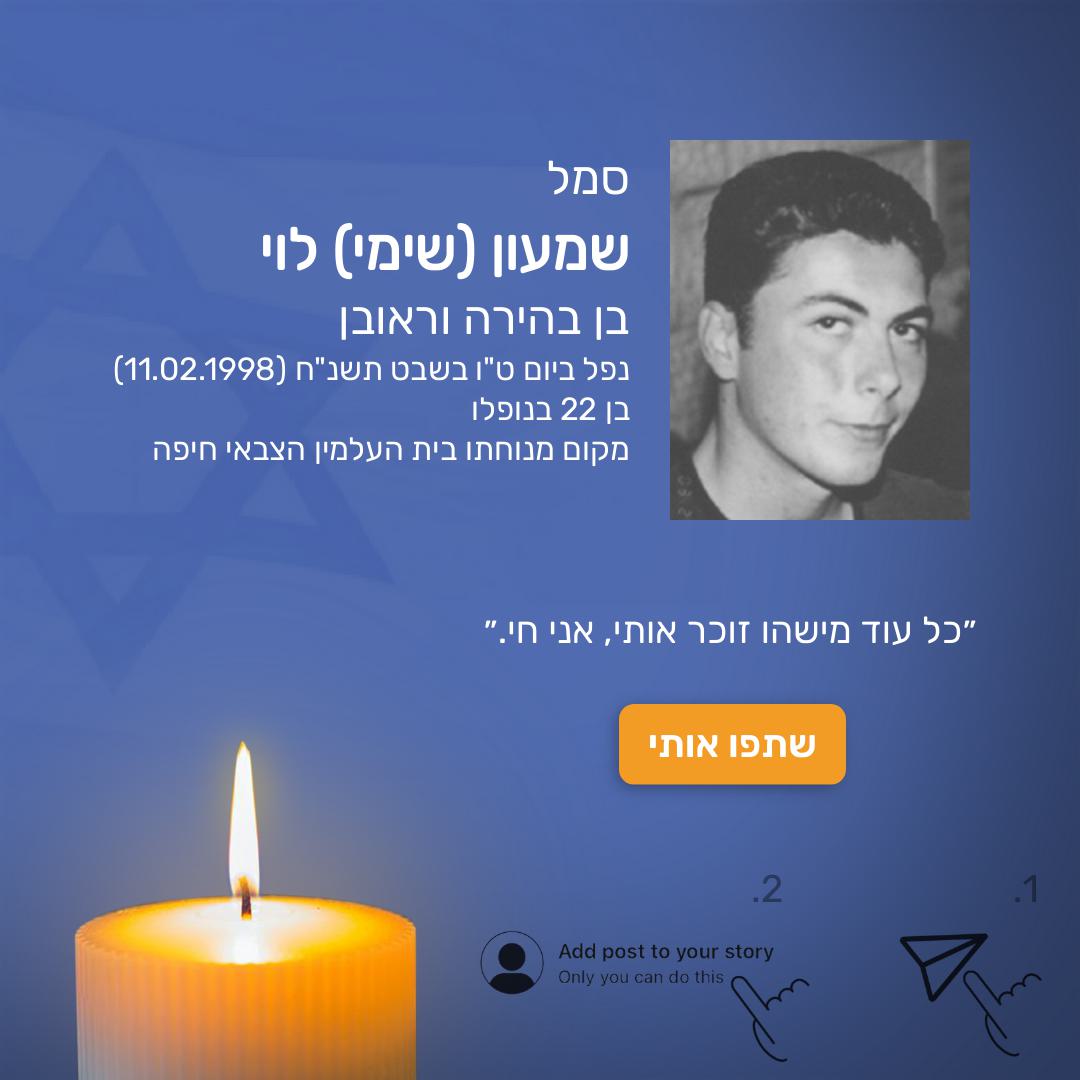 סמל
שמעון (שימי) לוי
בן בהירה וראובן
נפל ביום ט"ו בשבט תשנ"ח (11.02.1998)
בן 22 בנופלו
מקום מנוחתו בית העלמין הצבאי חיפה
״כל עוד מישהו זוכר אותי, אני חי.״
שתפו אותי
.1
.2
Add post to your story
Only you can do this